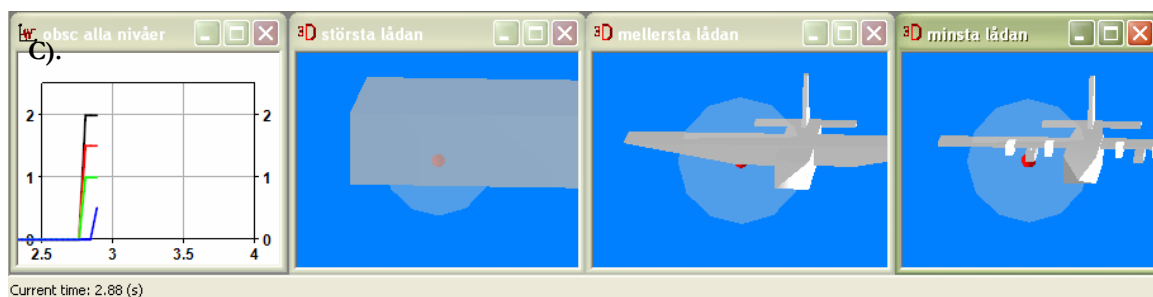 obsc alla nivåer
C).
3D största lådan
3D mellersta lådan
3D minsta lådan
2 2
1 1
0 0
2.5 3 3.5 4
Current time: 2.88 (s)